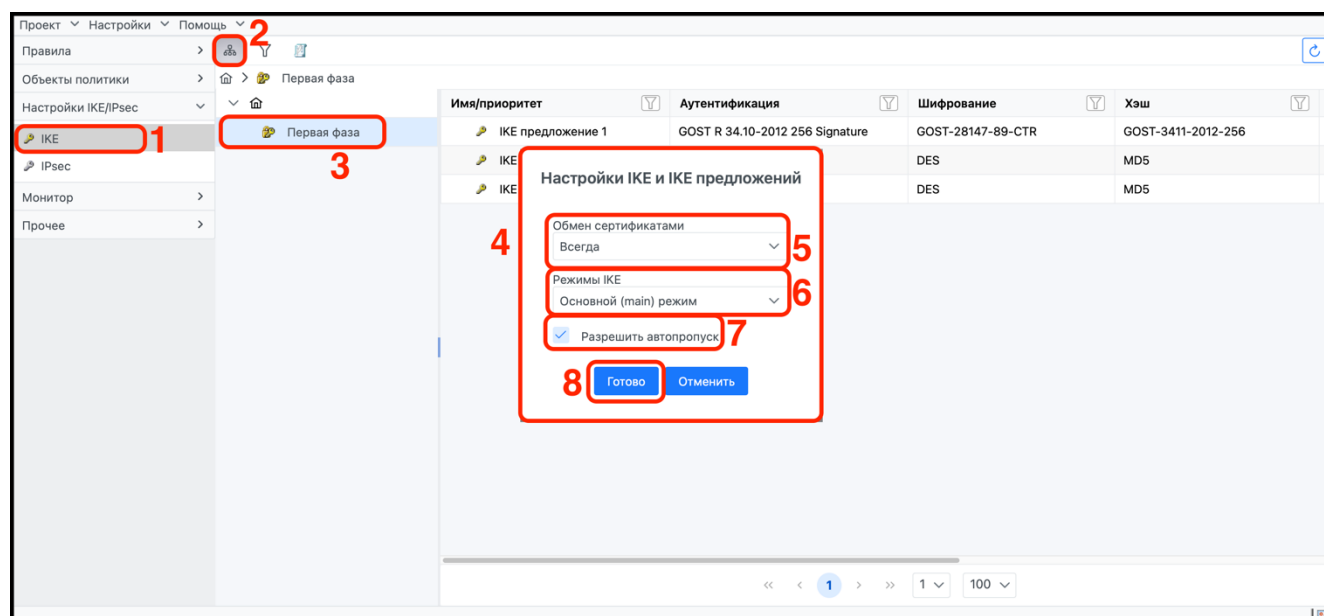 Проект Настройки Помощь
2
Правила
Объекты политики
Первая фаза
Настройки IKE/IPsec
Имя/приоритет Аутентификация Шифрование Хэш
IKE 1
Первая фаза
3
IKE предложение 1 GOST R 34.10-2012 256 Signature GOST-28147-89-CTR GOST-3411-2012-256
IPsec
IKE DES MD5
Монитор
IKE DES MD5
Прочее
Настройки IKE и IKE предложений
4
Обмен сертификатами
Всегда
5
Режимы IKE
Основной (main) режим
6
Разрешить автопропуск
7
8
Готово Отменить
<< < 1 > >> 1 100